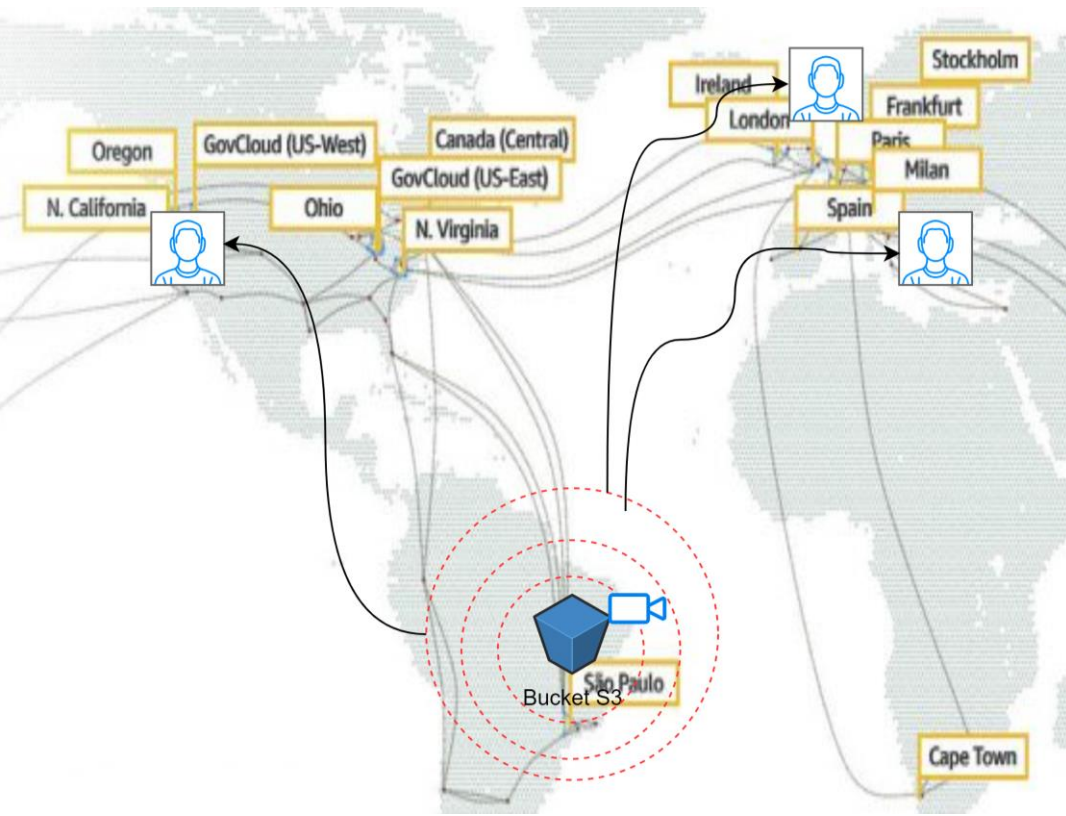 Stockholm
Ireland
Frankfurt
London
Paris
Milan
Spain
Oregon
GovCloud (US-West)
Canada (Central)
GovCloud (US-East)
N. California
Ohio
N. Virginia
São Paulo
Bucket S3
Cape Town